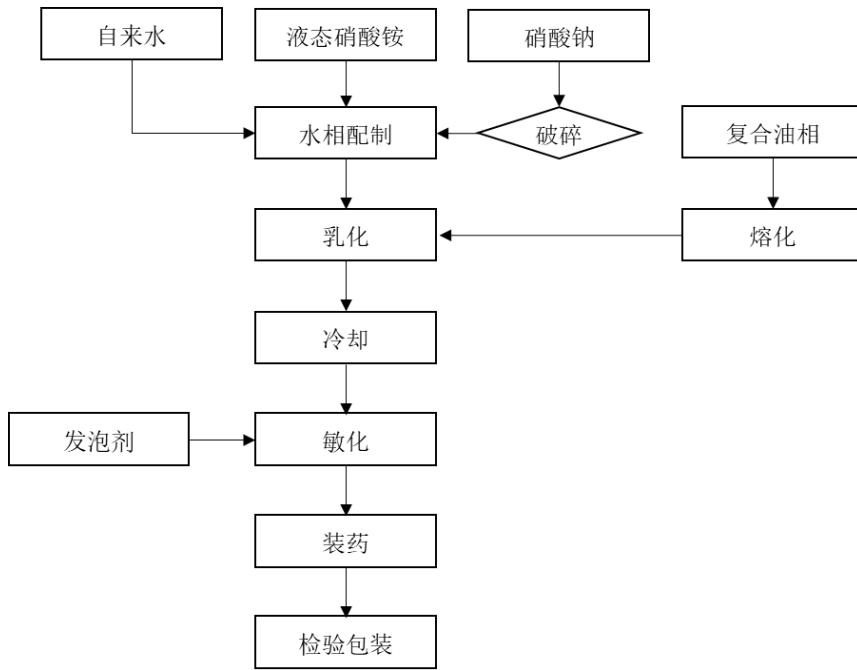 自来水
液态硝酸铵
硝酸钠
水相配制
破碎
复合油相
乳化
熔化
冷却
发泡剂
敏化
装药
检验包装